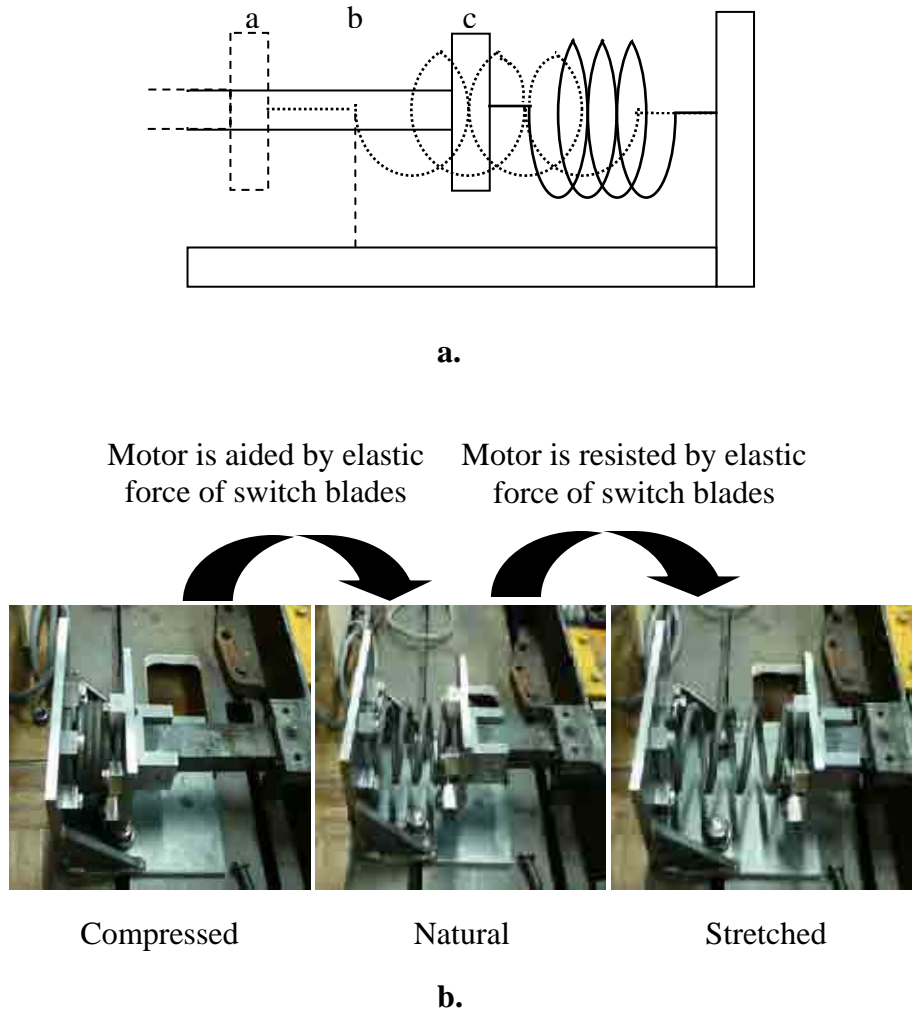 a b c
a.
Motor is aided by elastic Motor is resisted by elastic
force of switch blades force of switch blades
Compressed Natural Stretched
b.